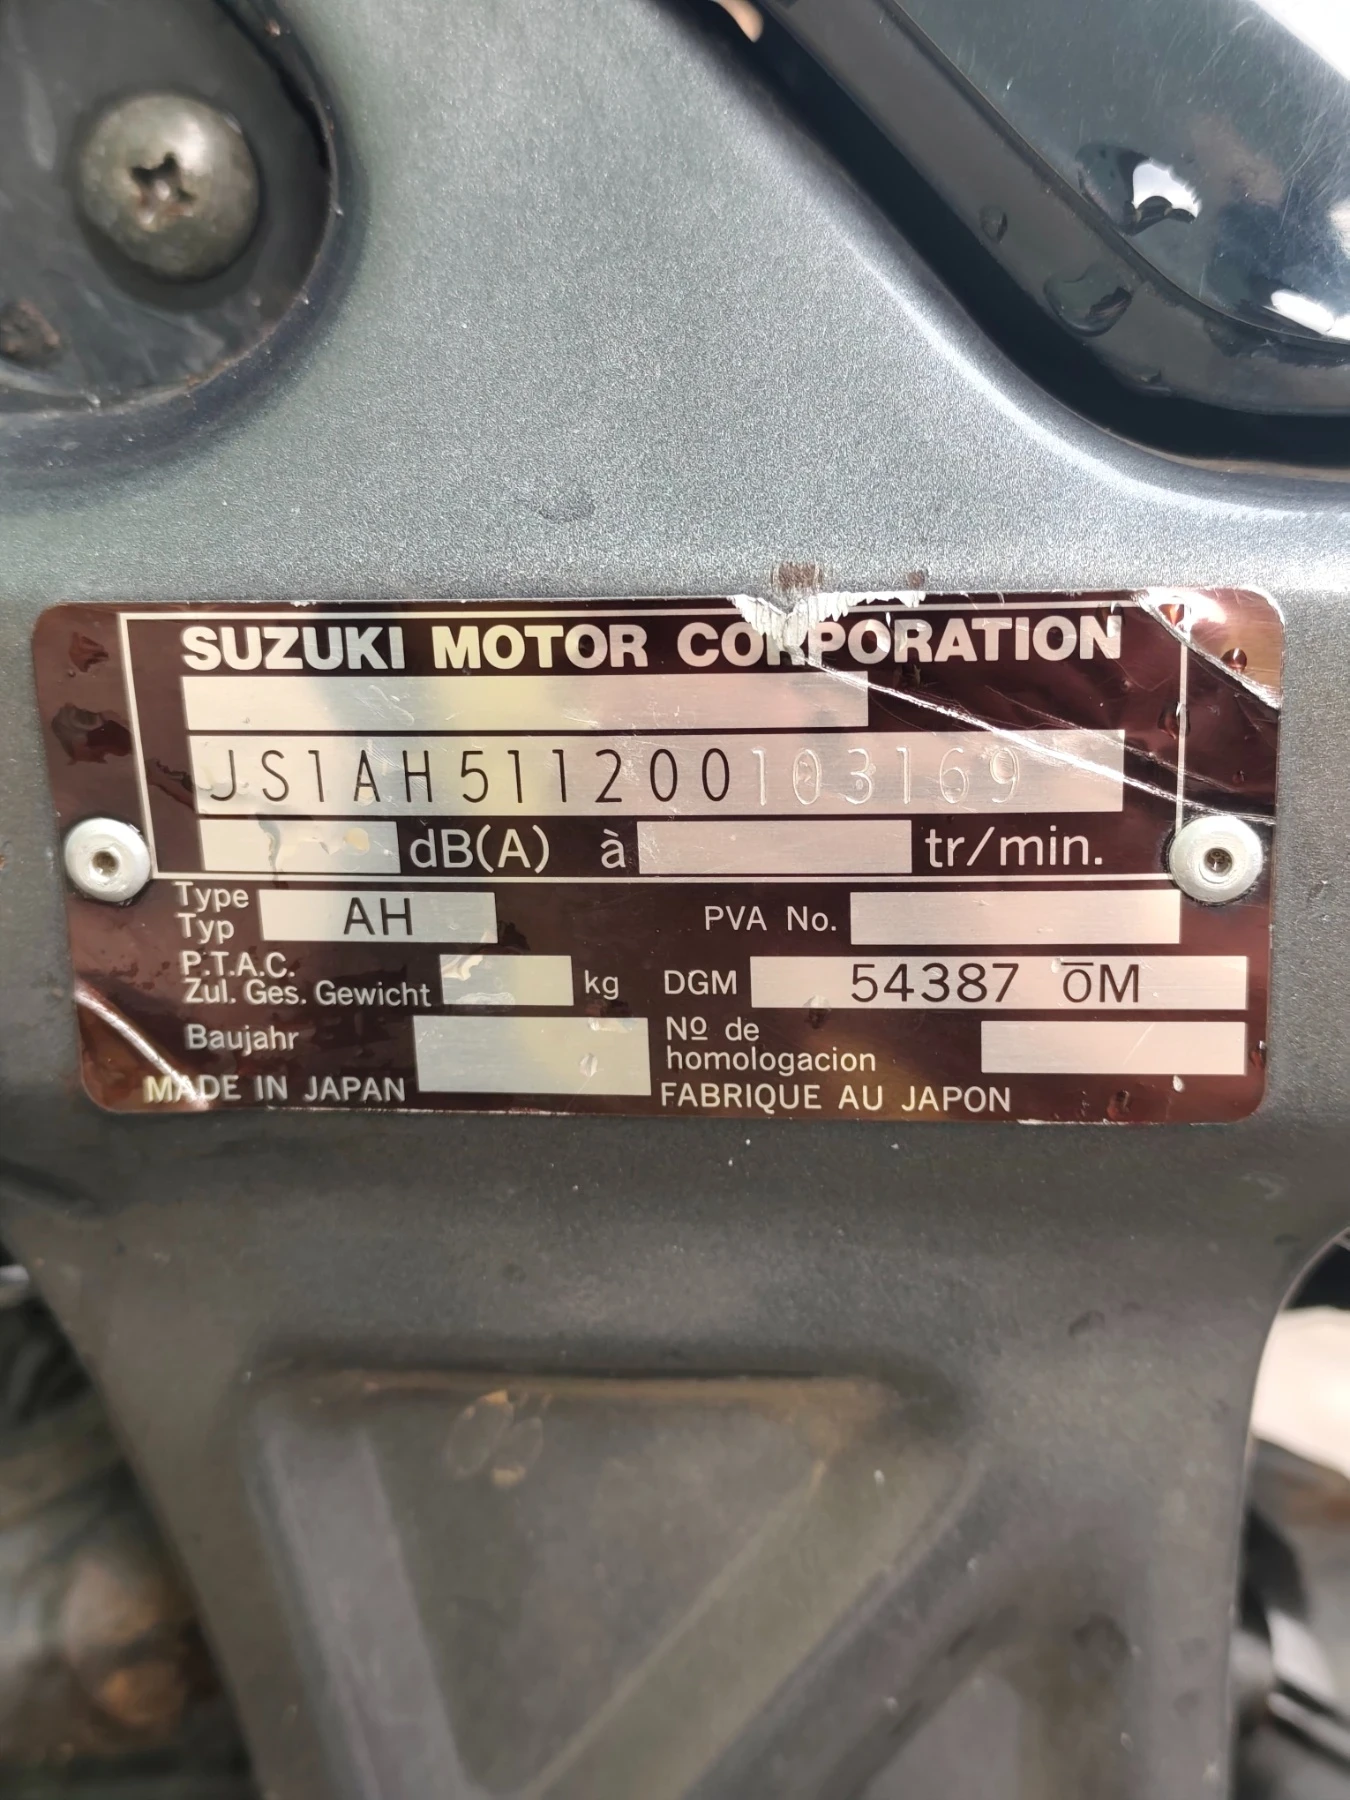 SUZUKI MOTOR CORPORATION
JS1AH511200103169
dB(A) à tr/min.
Type
Typ AH PVA No.
P.T.A.C.
Zul. Ges. Gewicht kg DGM 54387 O̅M
Baujahr Nº de
homologacion
MADE IN JAPAN FABRIQUE AU JAPON